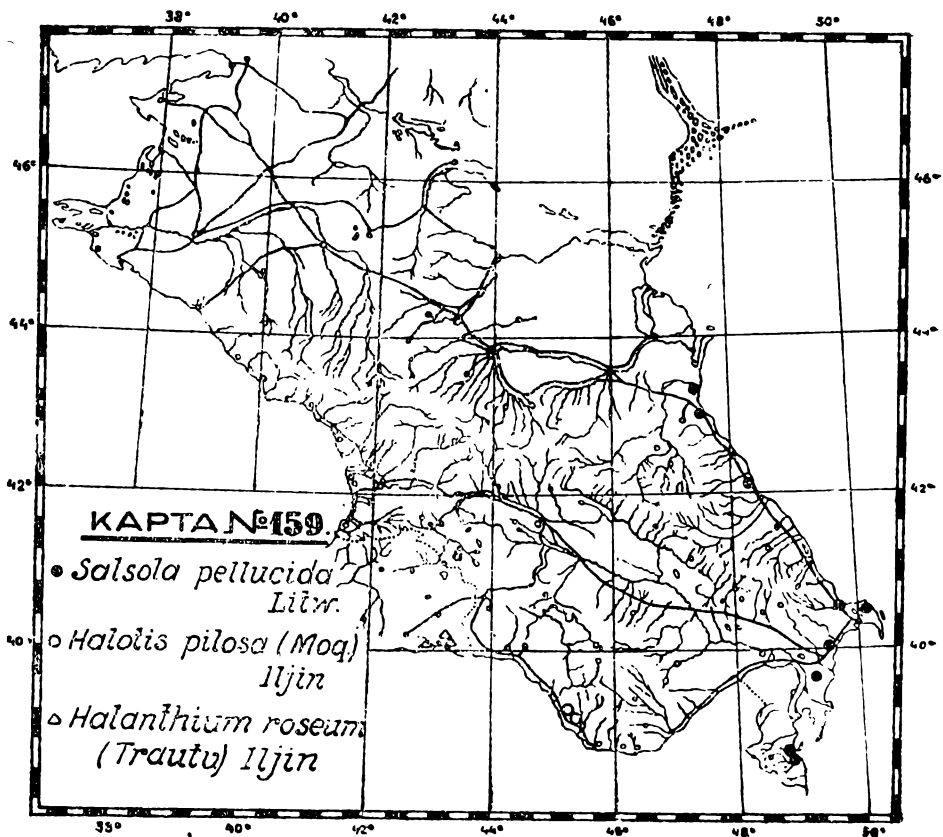 38° 40° 42° 44° 46° 48° 50°
46° 46°
44° 44°
42° 42°
КАРТА №159.
Salsola pellucida
Litw.
40° 40°
Halotis pilosa (Moq)
Iljin
Halanthium roseum
(Trautv) Iljin
38° 40° 42° 44° 46° 48° 50°